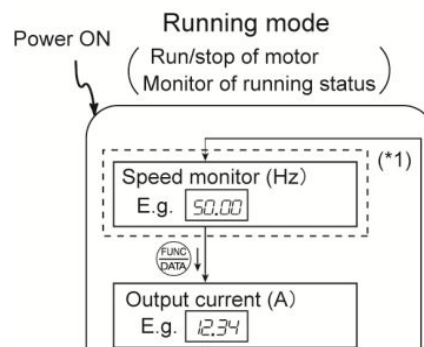 Running mode
Power ON
Run/stop of motor
Monitor of running status
(*1)
Speed monitor (Hz)
E.g. 50.00
FUNC
DATA
Output current (A)
E.g. 12.34